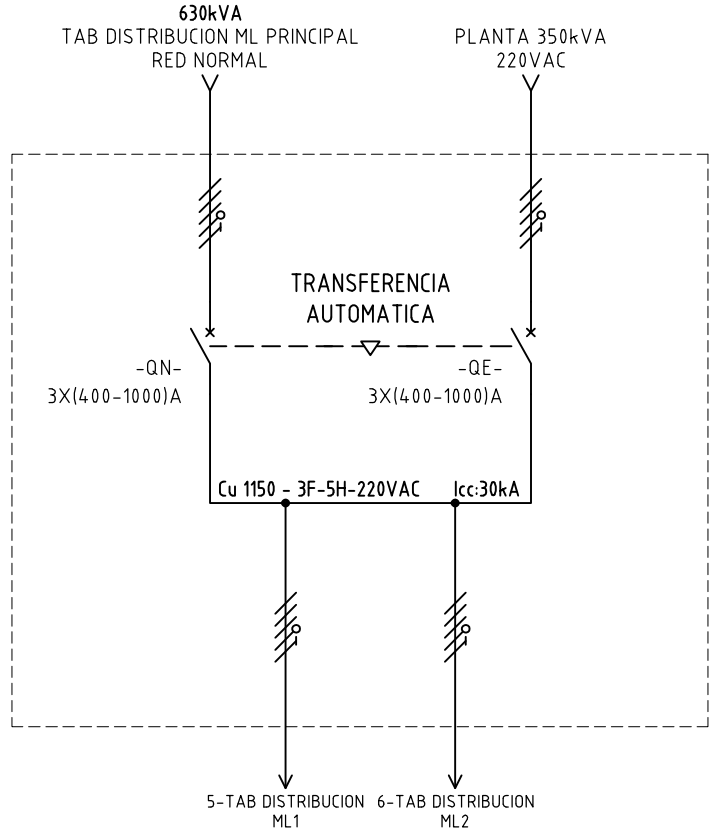 630kVA
TAB DISTRIBUCION ML PRINCIPAL
RED NORMAL
PLANTA 350kVA
220VAC
TRANSFERENCIA
AUTOMATICA
-QN-
3X(400-1000)A
-QE-
3X(400-1000)A
Cu 1150 - 3F-5H-220VAC
Icc:30kA
5-TAB DISTRIBUCION
ML1
6-TAB DISTRIBUCION
ML2